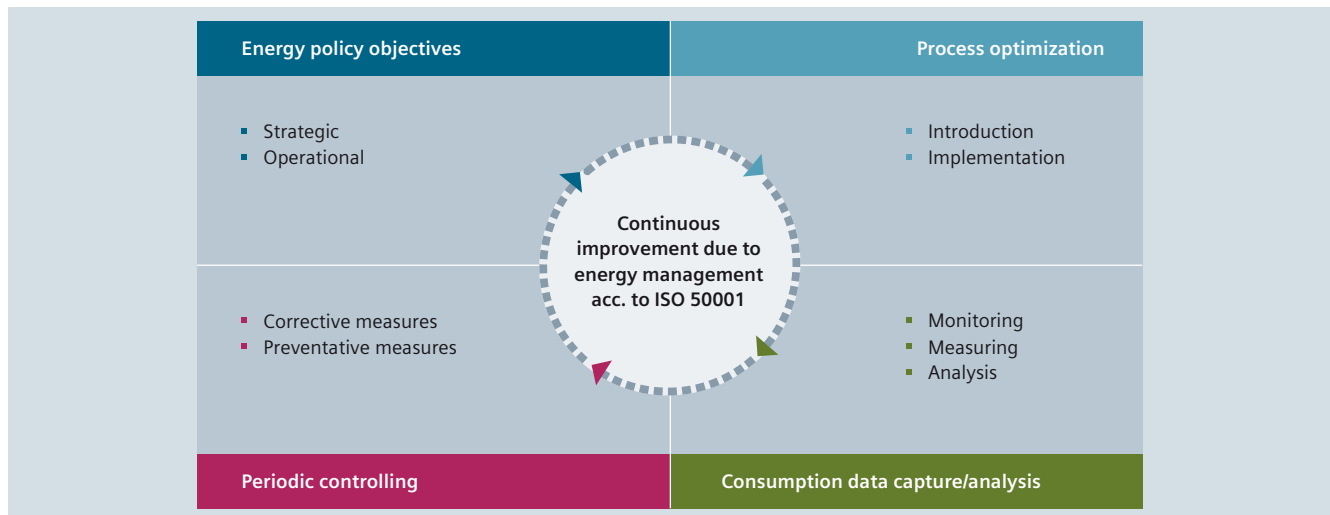 Energy policy objectives
Process optimization
Strategic
Operational
Introduction
Implementation
Continuous
improvement due to
energy management
acc. to ISO 50001
Corrective measures
Preventative measures
Monitoring
Measuring
Analysis
Periodic controlling
Consumption data capture/analysis